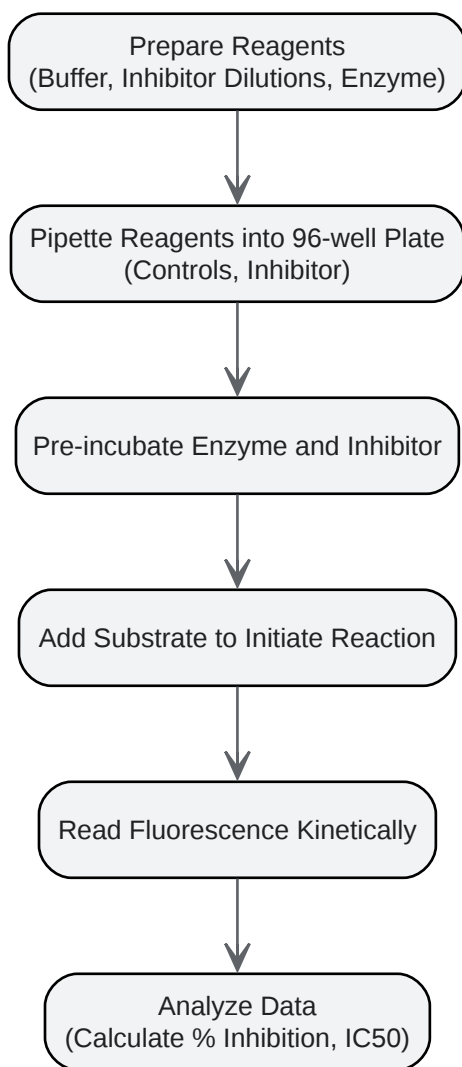 Prepare Reagents
(Buffer, Inhibitor Dilutions, Enzyme)
Pipette Reagents into 96-well Plate
(Controls, Inhibitor)
Pre-incubate Enzyme and Inhibitor
Add Substrate to Initiate Reaction
Read Fluorescence Kinetically
Analyze Data
(Calculate % Inhibition, IC50)